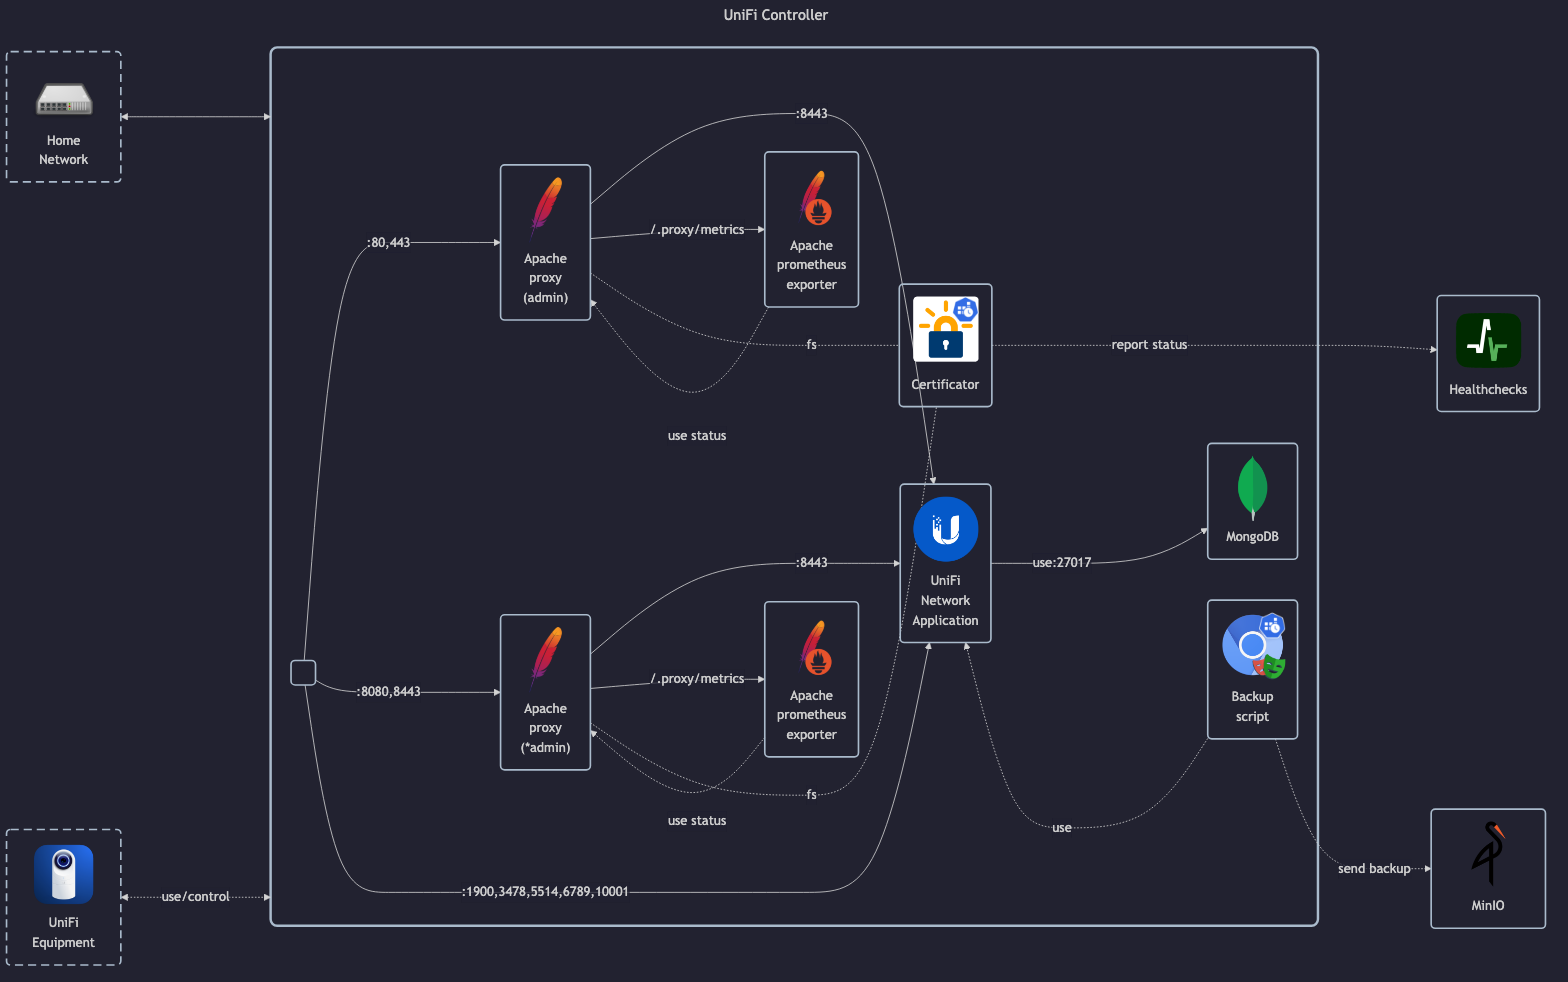 UniFi Controller
Home
Network
:8443
:80,443
Apache
proxy
(admin)
/.proxy/metrics
Apache
prometheus
exporter
fs
Certificator
report status
Healthchecks
use status
MongoDB
:8443
UniFi
Network
Application
use:27017
:8080,8443
Apache
proxy
(*admin)
/.proxy/metrics
Apache
prometheus
exporter
Backup
script
fs
use status
use
send backup
MinIO
:1900,3478,5514,6789,10001
use/control
UniFi
Equipment